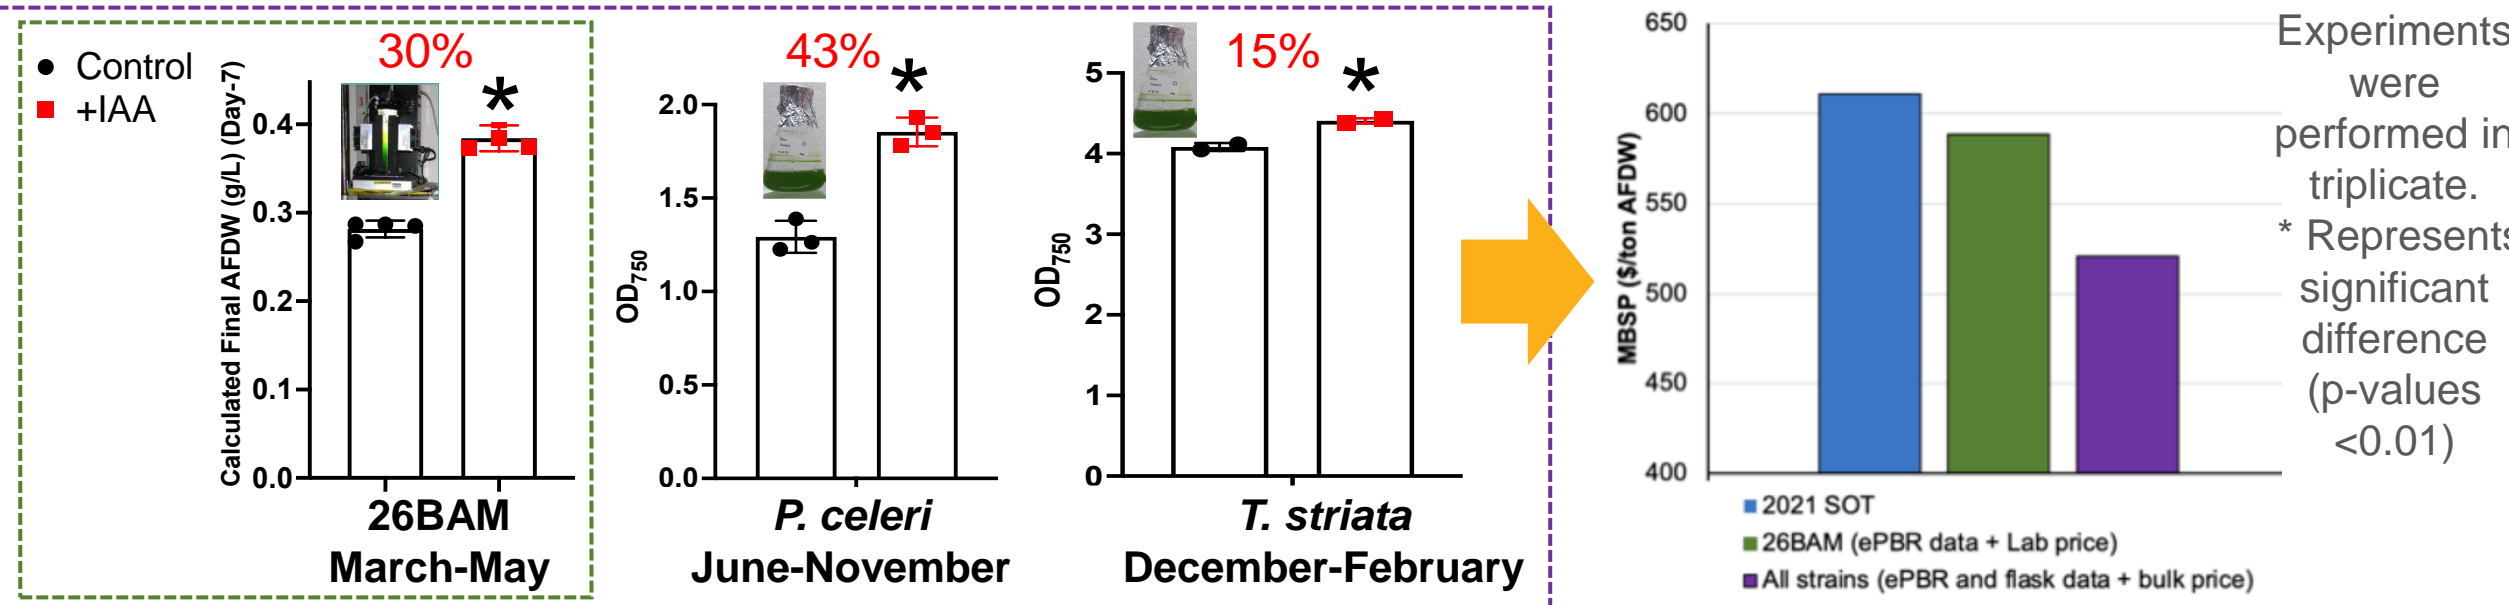 Control
+IAA
30%
*
Calculated Final AFDW (g/L) (Day-7)
0.4
0.3
0.2
0.1
0.0
26BAM
March-May
43%
*
OD750
2.0
1.5
1.0
0.5
0.0
P. celeri
June-November
15%
*
OD750
5
4
3
2
1
0
T. striata
December-February
MBSP ($/ton AFDW)
650
600
550
500
450
400
2021 SOT
26BAM (ePBR data + Lab price)
All strains (ePBR and flask data + bulk price)
Experiments
were
performed in
triplicate.
* Represents
significant
difference
(p-values
<0.01)